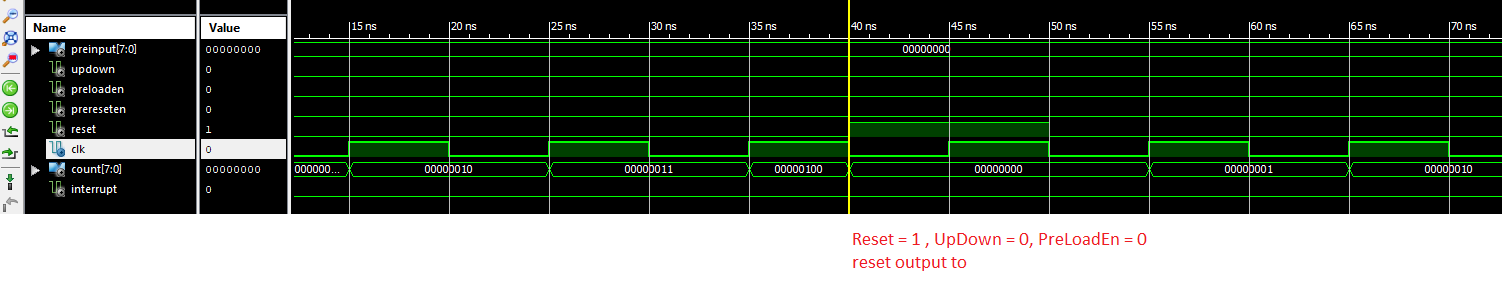 Name Value
15 ns 20 ns 25 ns 30 ns 35 ns 40 ns 45 ns 50 ns 55 ns 60 ns 65 ns 70 ns
preinput[7:0] 00000000 00000000
updown 0
preloaden 0
prereseten 0
reset 1
clk 0
count[7:0] 00000000 000000... 00000010 00000011 00000100 00000000 00000001 00000010
interrupt 0
Reset = 1 , UpDown = 0, PreLoadEn = 0
reset output to